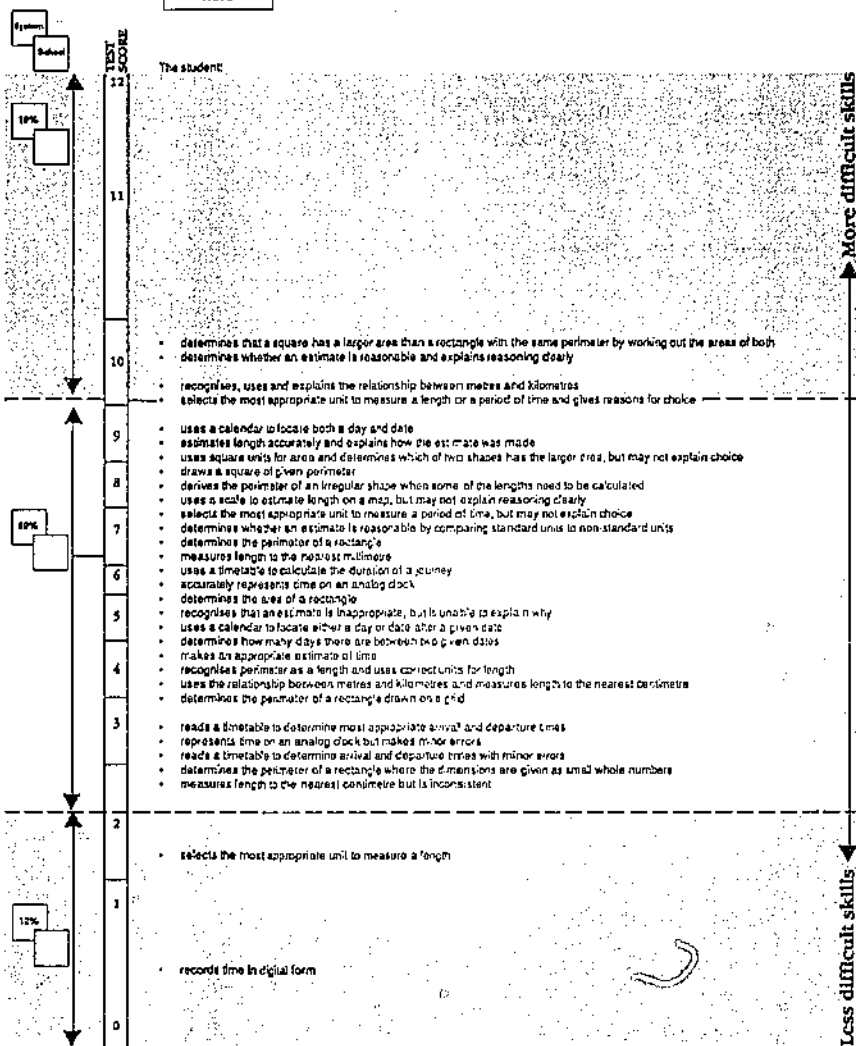 System
School
TEST SCORE
The student:
12
11
10
9
8
7
6
5
4
3
2
1
0
More difficult skills
Less difficult skills
• determines that a square has a larger area than a rectangle with the same perimeter by working out the areas of both
• determines whether an estimate is reasonable and explains reasoning clearly
• recognises, uses and explains the relationship between metres and kilometres
• selects the most appropriate unit to measure a length or a period of time and gives reasons for choice
• uses a calendar to locate both a day and date
• estimates length accurately and explains how the estimate was made
• uses square units for area and determines which of two shapes has the larger area, but may not explain choice
• draws a square of given perimeter
• derives the perimeter of an irregular shape when some of the lengths need to be calculated
• uses a scale to estimate length on a map, but may not explain reasoning clearly
• selects the most appropriate unit to measure a period of time, but may not explain choice
• determines whether an estimate is reasonable by comparing standard units to non-standard units
• determines the perimeter of a rectangle
• measures length to the nearest millimetre
• uses a timetable to calculate the duration of a journey
• accurately represents time on an analog clock
• determines the area of a rectangle
• recognises that an estimate is inappropriate, but is unable to explain why
• uses a calendar to locate either a day or date after a given date
• determines how many days there are between two given dates
• makes an appropriate estimate of time
• recognises perimeter as a length and uses correct units for length
• uses the relationship between metres and kilometres and measures length to the nearest centimetre
• determines the perimeter of a rectangle drawn on a grid
• reads a timetable to determine most appropriate arrival and departure times
• represents time on an analog clock but makes minor errors
• reads a timetable to determine arrival and departure times with minor errors
• determines the perimeter of a rectangle where the dimensions are given as small whole numbers
• measures length to the nearest centimetre but is inconsistent
• selects the most appropriate unit to measure a length
• records time in digital form
12%